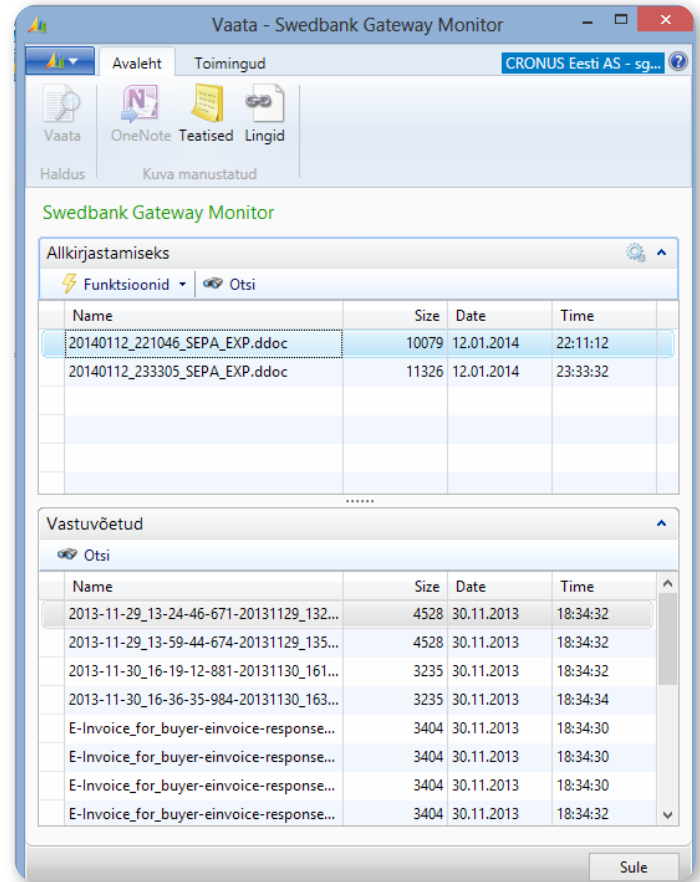 Vaata - Swedbank Gateway Monitor
Avaleht Toimingud CRONUS Eesti AS - sg...
Vaata OneNote Teatised Lingid
Haldus Kuva manustatud
Swedbank Gateway Monitor
Allkirjastamiseks
Funktsioonid Otsi
Name Size Date Time
20140112_221046_SEPA_EXP.ddoc 10079 12.01.2014 22:11:12
20140112_233305_SEPA_EXP.ddoc 11326 12.01.2014 23:33:32
Vastuvõetud
Otsi
Name Size Date Time
2013-11-29_13-24-46-671-20131129_132... 4528 30.11.2013 18:34:32
2013-11-29_13-59-44-674-20131129_135... 4528 30.11.2013 18:34:32
2013-11-30_16-19-12-881-20131130_161... 3235 30.11.2013 18:34:32
2013-11-30_16-36-35-984-20131130_163... 3235 30.11.2013 18:34:34
E-Invoice_for_buyer-einvoice-response... 3404 30.11.2013 18:34:30
E-Invoice_for_buyer-einvoice-response... 3404 30.11.2013 18:34:30
E-Invoice_for_buyer-einvoice-response... 3404 30.11.2013 18:34:30
E-Invoice_for_buyer-einvoice-response... 3404 30.11.2013 18:34:32
Sule